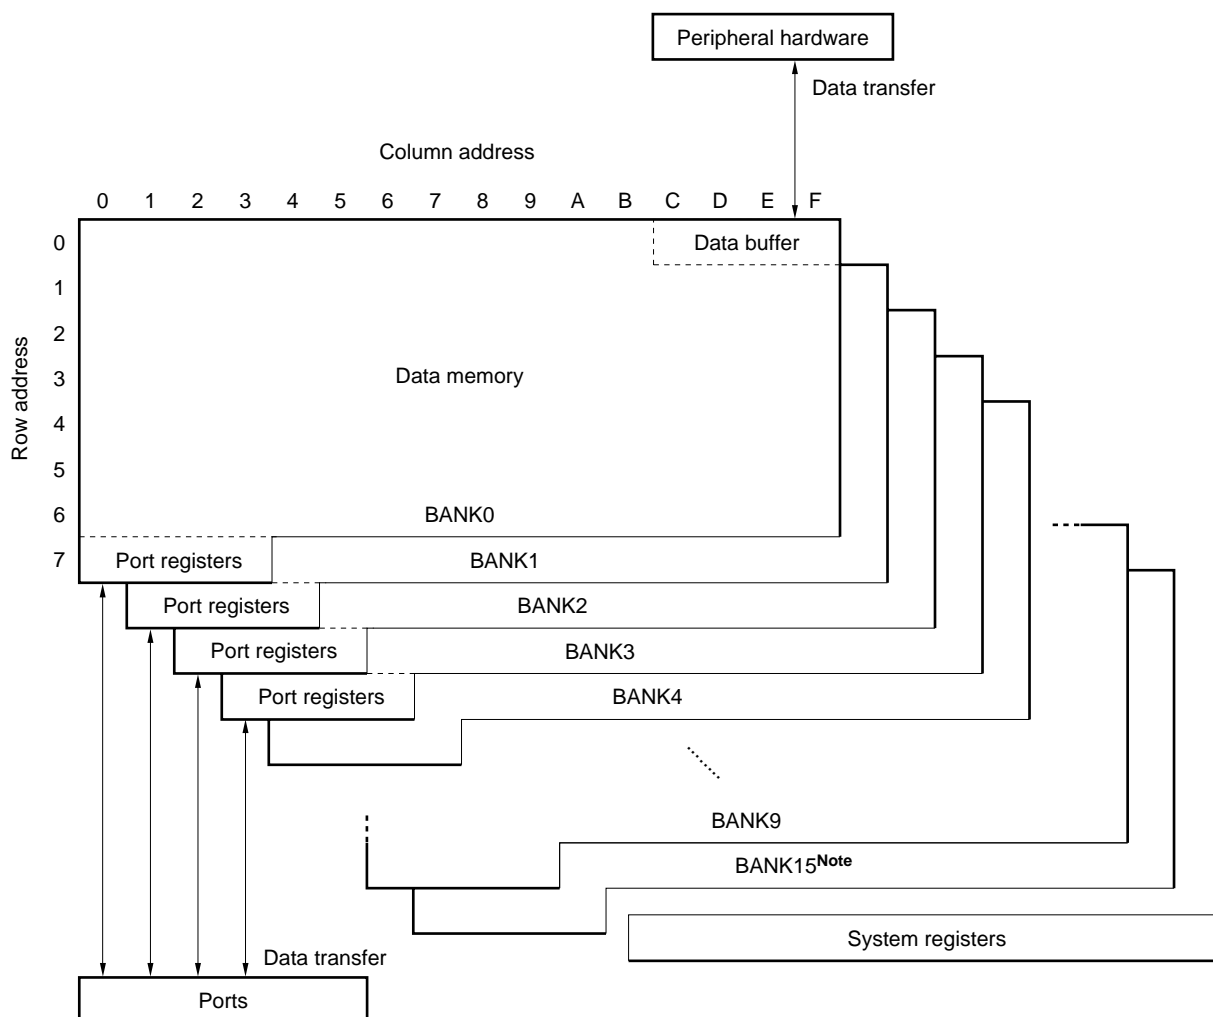 Peripheral hardware
Data transfer
Column address
0 1 2 3 4 5 6 7 8 9 A B C D E F
Row address
0
Data buffer
1
2
3
Data memory
4
5
6
BANK0
7
Port registers
BANK1
Port registers
BANK2
Port registers
BANK3
Port registers
BANK4
BANK9
BANK15Note
System registers
Data transfer
Ports